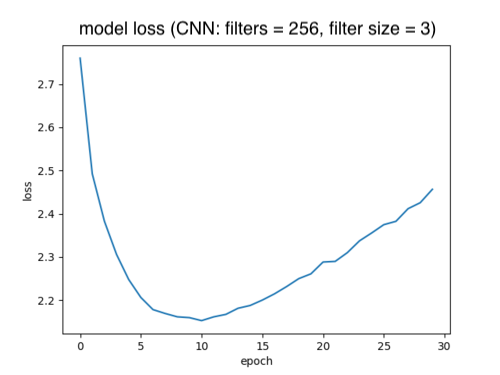 model loss (CNN: filters = 256, filter size = 3)
2.7
2.6
2.5
2.4
2.3
2.2
loss
0 5 10 15 20 25 30
epoch